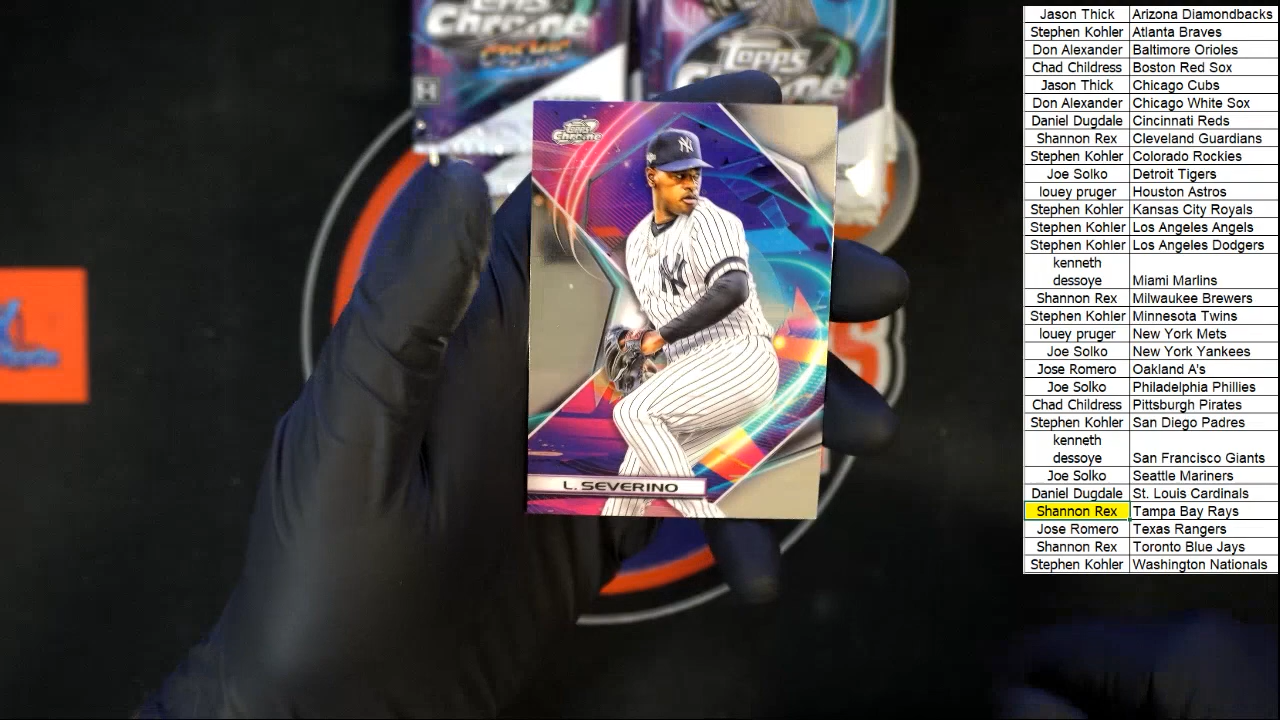 Chrome
H
Topps
Chrome
Topps
Chrome
NY
NY
L. SEVERINO
Jason Thick Arizona Diamondbacks
Stephen Kohler Atlanta Braves
Don Alexander Baltimore Orioles
Chad Childress Boston Red Sox
Jason Thick Chicago Cubs
Don Alexander Chicago White Sox
Daniel Dugdale Cincinnati Reds
Shannon Rex Cleveland Guardians
Stephen Kohler Colorado Rockies
Joe Solko Detroit Tigers
louey pruger Houston Astros
Stephen Kohler Kansas City Royals
Stephen Kohler Los Angeles Angels
Stephen Kohler Los Angeles Dodgers
kenneth
dessoye Miami Marlins
Shannon Rex Milwaukee Brewers
Stephen Kohler Minnesota Twins
louey pruger New York Mets
Joe Solko New York Yankees
Jose Romero Oakland A's
Joe Solko Philadelphia Phillies
Chad Childress Pittsburgh Pirates
Stephen Kohler San Diego Padres
kenneth
dessoye San Francisco Giants
Joe Solko Seattle Mariners
Daniel Dugdale St. Louis Cardinals
Shannon Rex Tampa Bay Rays
Jose Romero Texas Rangers
Shannon Rex Toronto Blue Jays
Stephen Kohler Washington Nationals